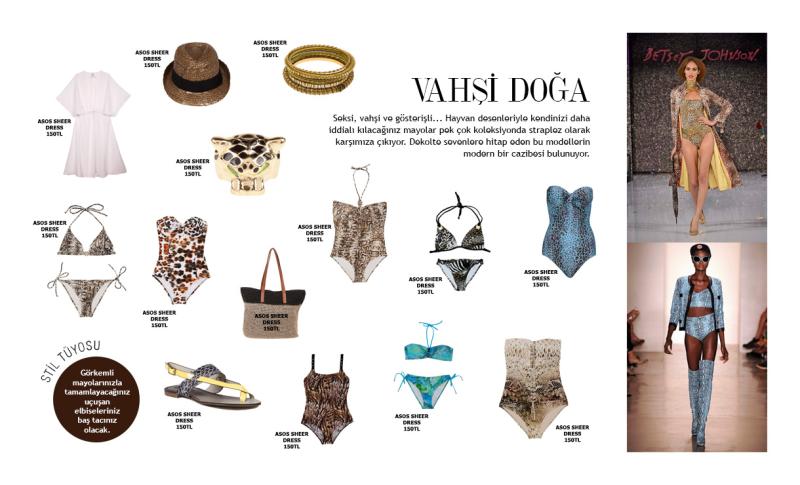 ASOS SHEER
DRESS
150TL
ASOS SHEER
DRESS
150TL
ASOS SHEER
DRESS
150TL
ASOS SHEER
DRESS
150TL
VAHŞİ DOĞA
Seksi, vahşi ve gösterişli... Hayvan desenleriyle kendinizi daha
iddialı kılacağınız mayolar pek çok koleksiyonda straplez olarak
karşımıza çıkıyor. Dekolte sevenlere hitap eden bu modellerin
modern bir cazibesi bulunuyor.
BETSEY JOHNSON
ASOS SHEER
DRESS
150TL
ASOS SHEER
DRESS
150TL
ASOS SHEER
DRESS
150TL
ASOS SHEER
DRESS
150TL
ASOS SHEER
DRESS
150TL
ASOS SHEER
DRESS
150TL
STİL TÜYOSU
Görkemli
mayolarınızla
tamamlayacağınız
uçuşan
elbiseleriniz
baş tacınız
olacak.
ASOS SHEER
DRESS
150TL
ASOS SHEER
DRESS
150TL
ASOS SHEER
DRESS
150TL
ASOS SHEER
DRESS
150TL